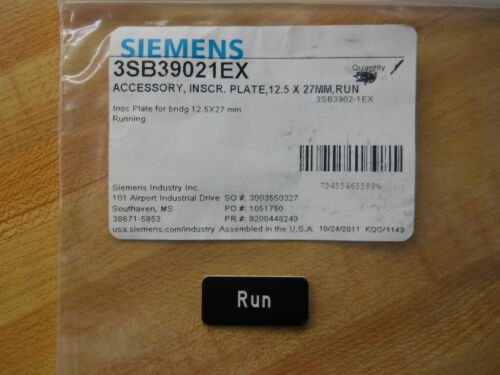 SIEMENS
3SB39021EX
Quantity
ACCESSORY, INSCR. PLATE,12.5 X 27MM,RUN
3SB3902-1EX
Insc Plate for bndg 12.5X27 mm
Running
Siemens Industry Inc.
101 Airport Industrial Drive SO #: 3003550327
Southaven, MS PO #: 1051750
38671-5853 PR.#: 9200448249
usa.siemens.com/industry Assembled in the U.S.A. 10/24/2011 KQG/1143
Run